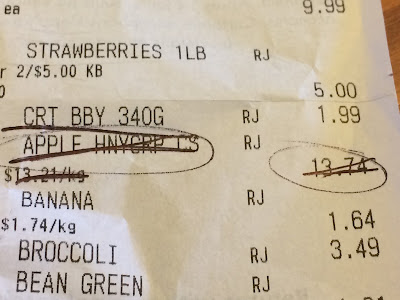 ea 9.99
STRAWBERRIES 1LB RJ
r 2/$5.00 KB
0 5.00
CRT BBY 340G RJ 1.99
APPLE HNYCRP CS RJ
$13.21/kg 13.74
BANANA RJ
$1.74/kg 1.64
BROCCOLI RJ 3.49
BEAN GREEN RJ